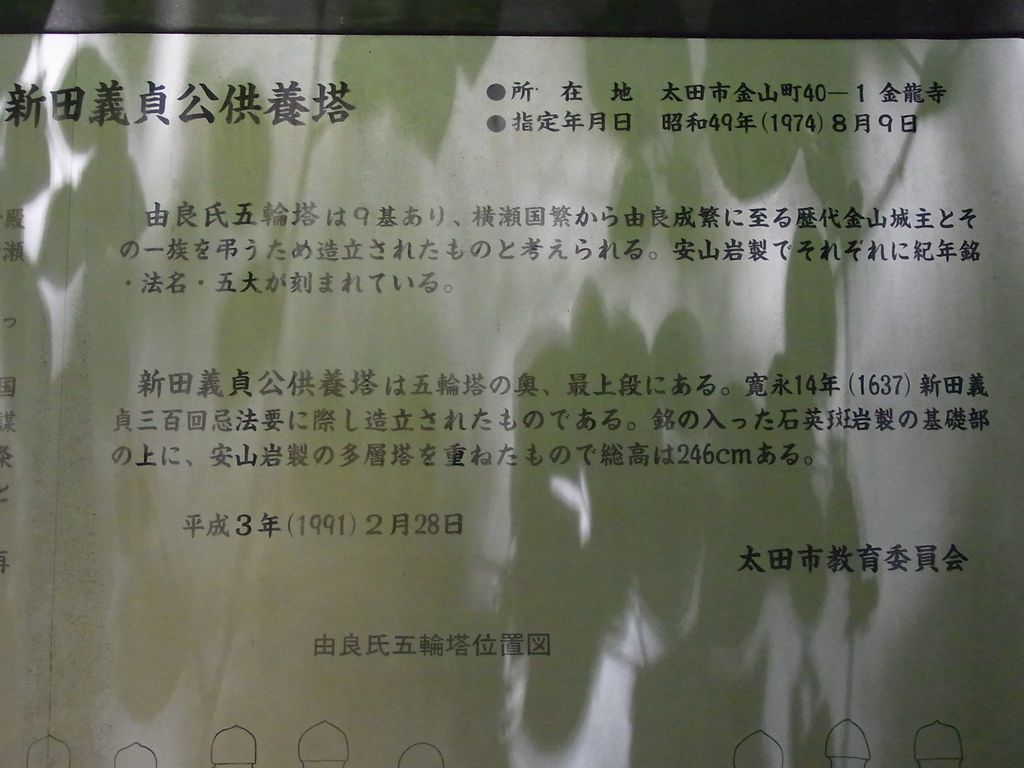 新田義貞公供養塔
●所在地 太田市金山町40―1 金龍寺
●指定年月日 昭和49年(1974)8月9日
由良氏五輪塔は9基あり、横瀬国繁から由良成繁に至る歴代金山城主とそ
の一族を弔うため造立されたものと考えられる。安山岩製でそれぞれに紀年銘
・法名・五大が刻まれている。
新田義貞公供養塔は五輪塔の奥、最上段にある。寛永14年(1637)新田義
貞三百回忌法要に際し造立されたものである。銘の入った石英斑岩製の基礎部
の上に、安山岩製の多層塔を重ねたもので総高は246cmある。
平成3年(1991)2月28日
太田市教育委員会
由良氏五輪塔位置図
殿
瀬
っ
国
謀
条
と
再